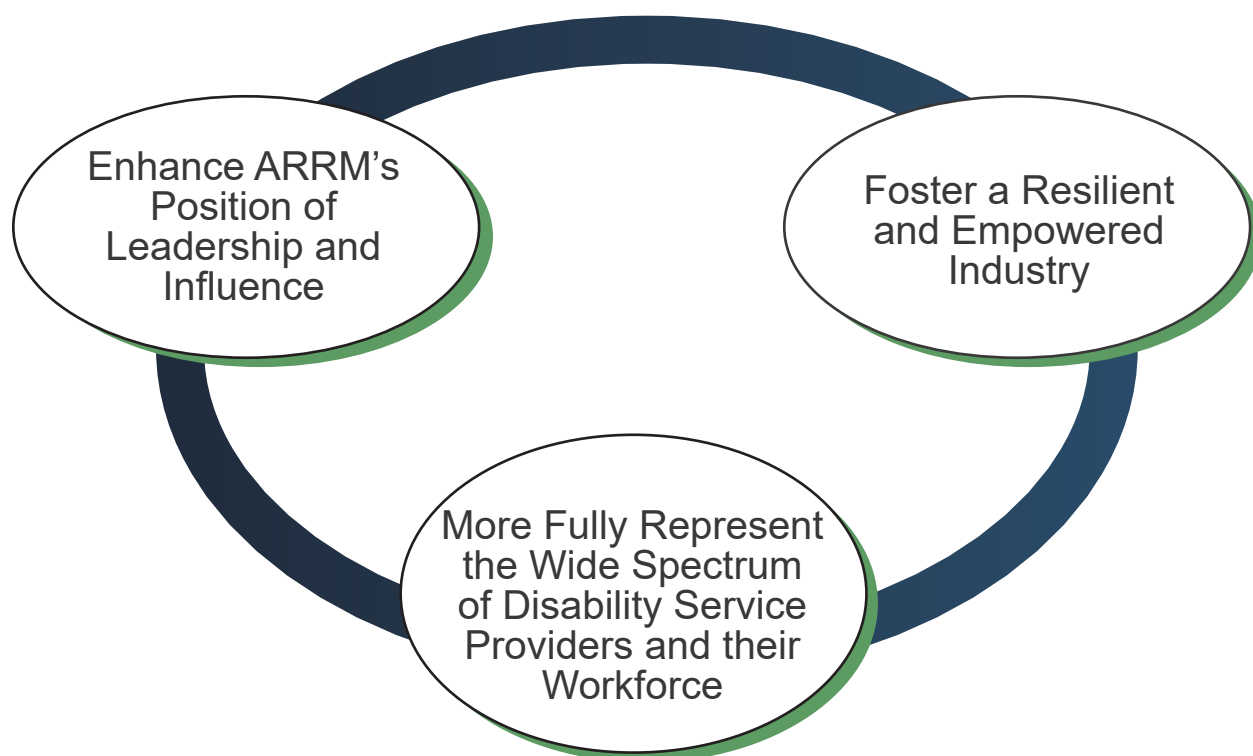 Enhance ARRM’s
Position of
Leadership and
Influence
Foster a Resilient
and Empowered
Industry
More Fully Represent
the Wide Spectrum
of Disability Service
Providers and their
Workforce